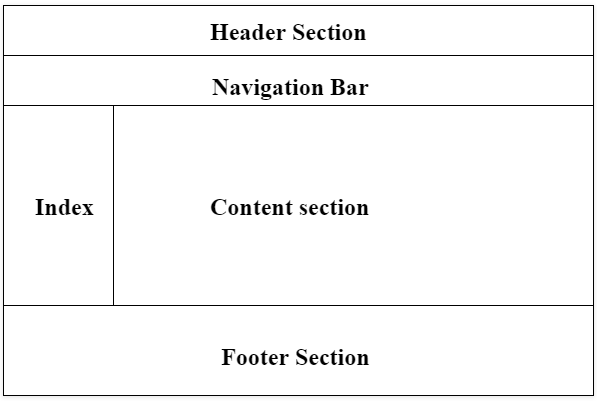 Header Section
Navigation Bar
Index
Content section
Footer Section